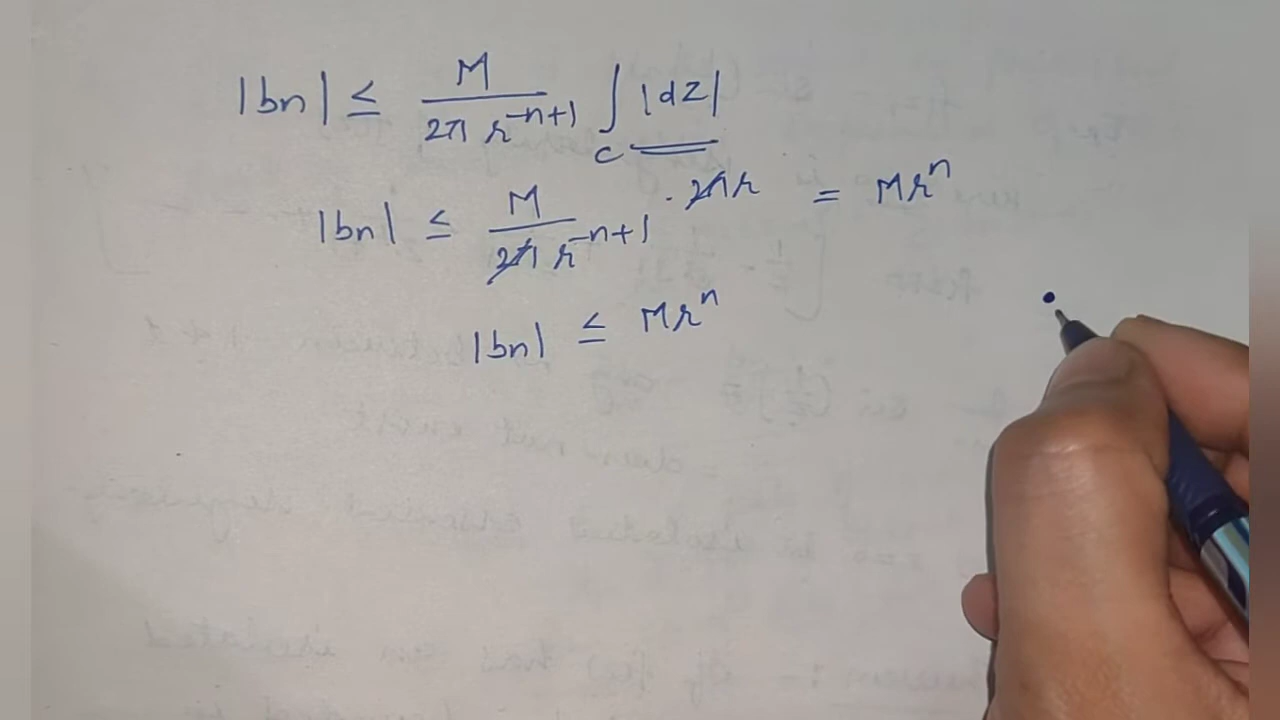 |bn| ≤ M / 2π r^{-n+1} ∫_C |dz|
|bn| ≤ M / 2π r^{-n+1} · 2πr = Mr^n
|bn| ≤ Mr^n